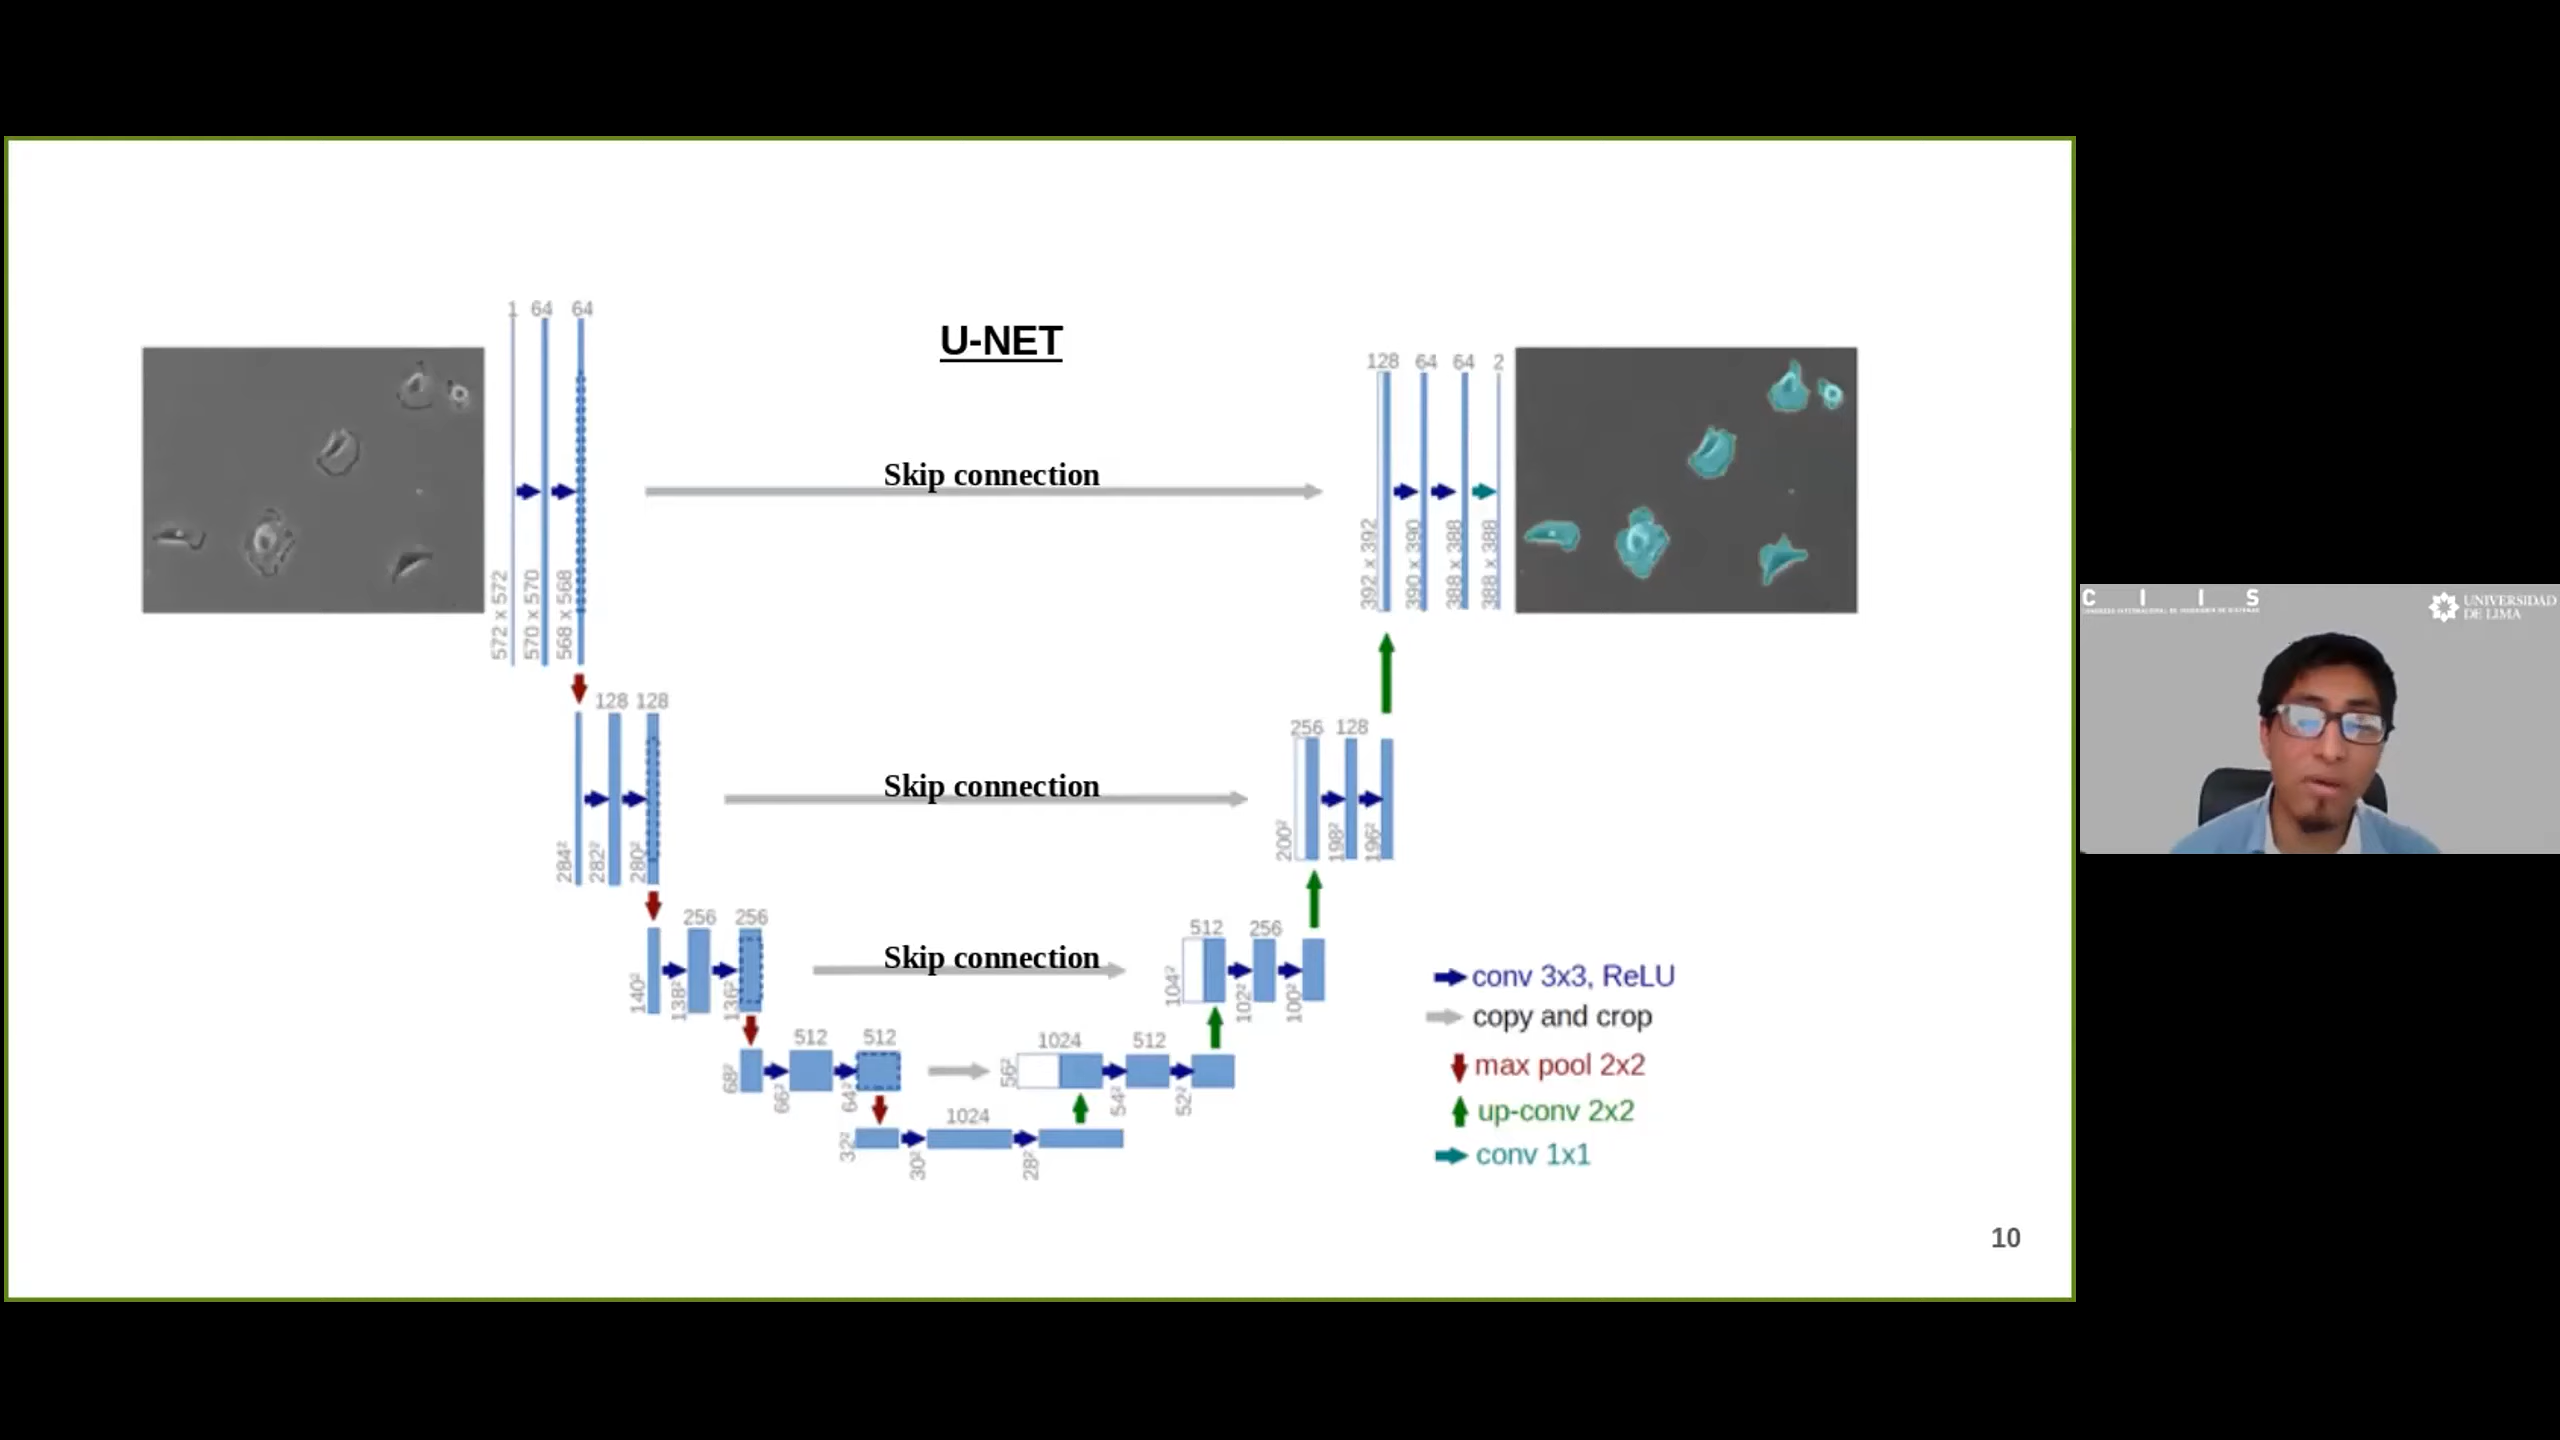 1 64 64
U-NET
128 64 64 2
Skip connection
572 x 572
570 x 570
568 x 568
392 x 392
390 x 390
388 x 388
388 x 388
C I I S
UNIVERSIDAD
DE LIMA
128 128
256 128
Skip connection
284²
282²
280²
200²
198²
196²
256 256
512 256
Skip connection
140²
138²
136²
104²
102²
100²
512 512
1024 512
68²
66²
64²
56²
54²
52²
1024
32²
30²
28²
conv 3x3, ReLU
copy and crop
max pool 2x2
up-conv 2x2
conv 1x1
10